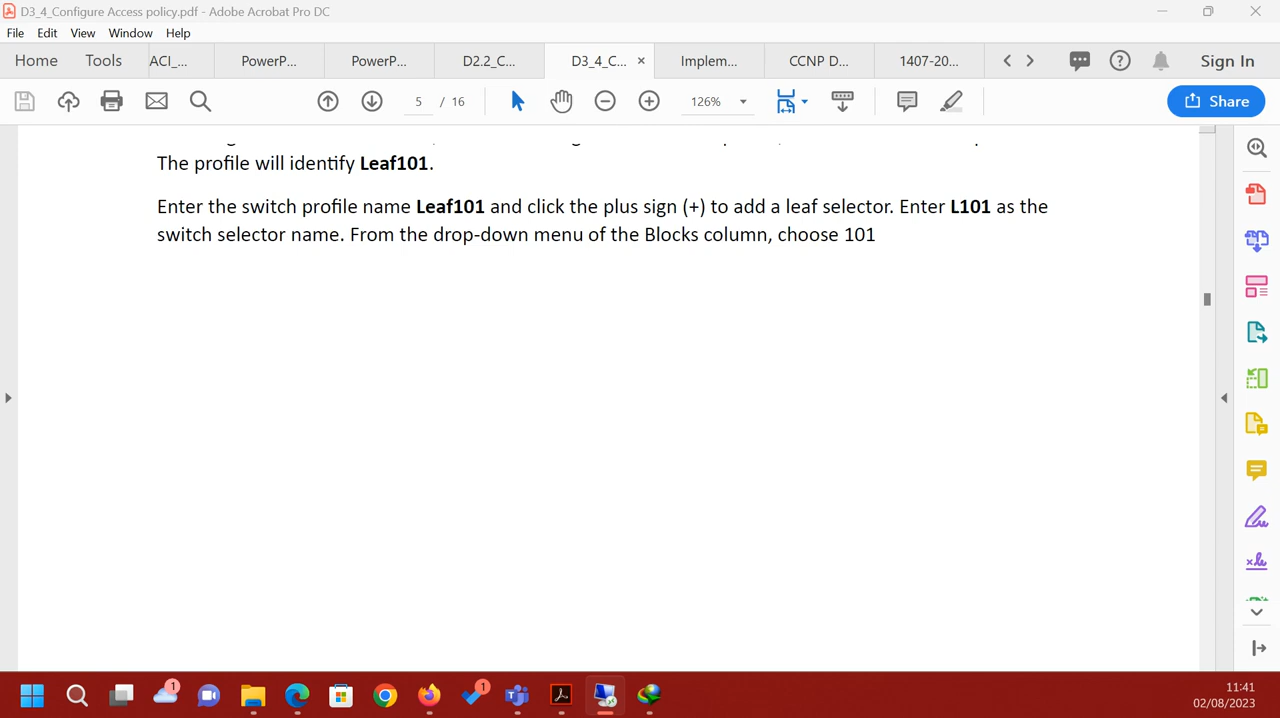 D3_4_Configure Access policy.pdf - Adobe Acrobat Pro DC
File Edit View Window Help
Home Tools ACI_... PowerP... PowerP... D2.2_C... D3_4_C... × Implem... CCNP D... 1407-20... Sign In
5 / 16 126% Share
The profile will identify Leaf101.
Enter the switch profile name Leaf101 and click the plus sign (+) to add a leaf selector. Enter L101 as the
switch selector name. From the drop-down menu of the Blocks column, choose 101
1 1
11:41
02/08/2023